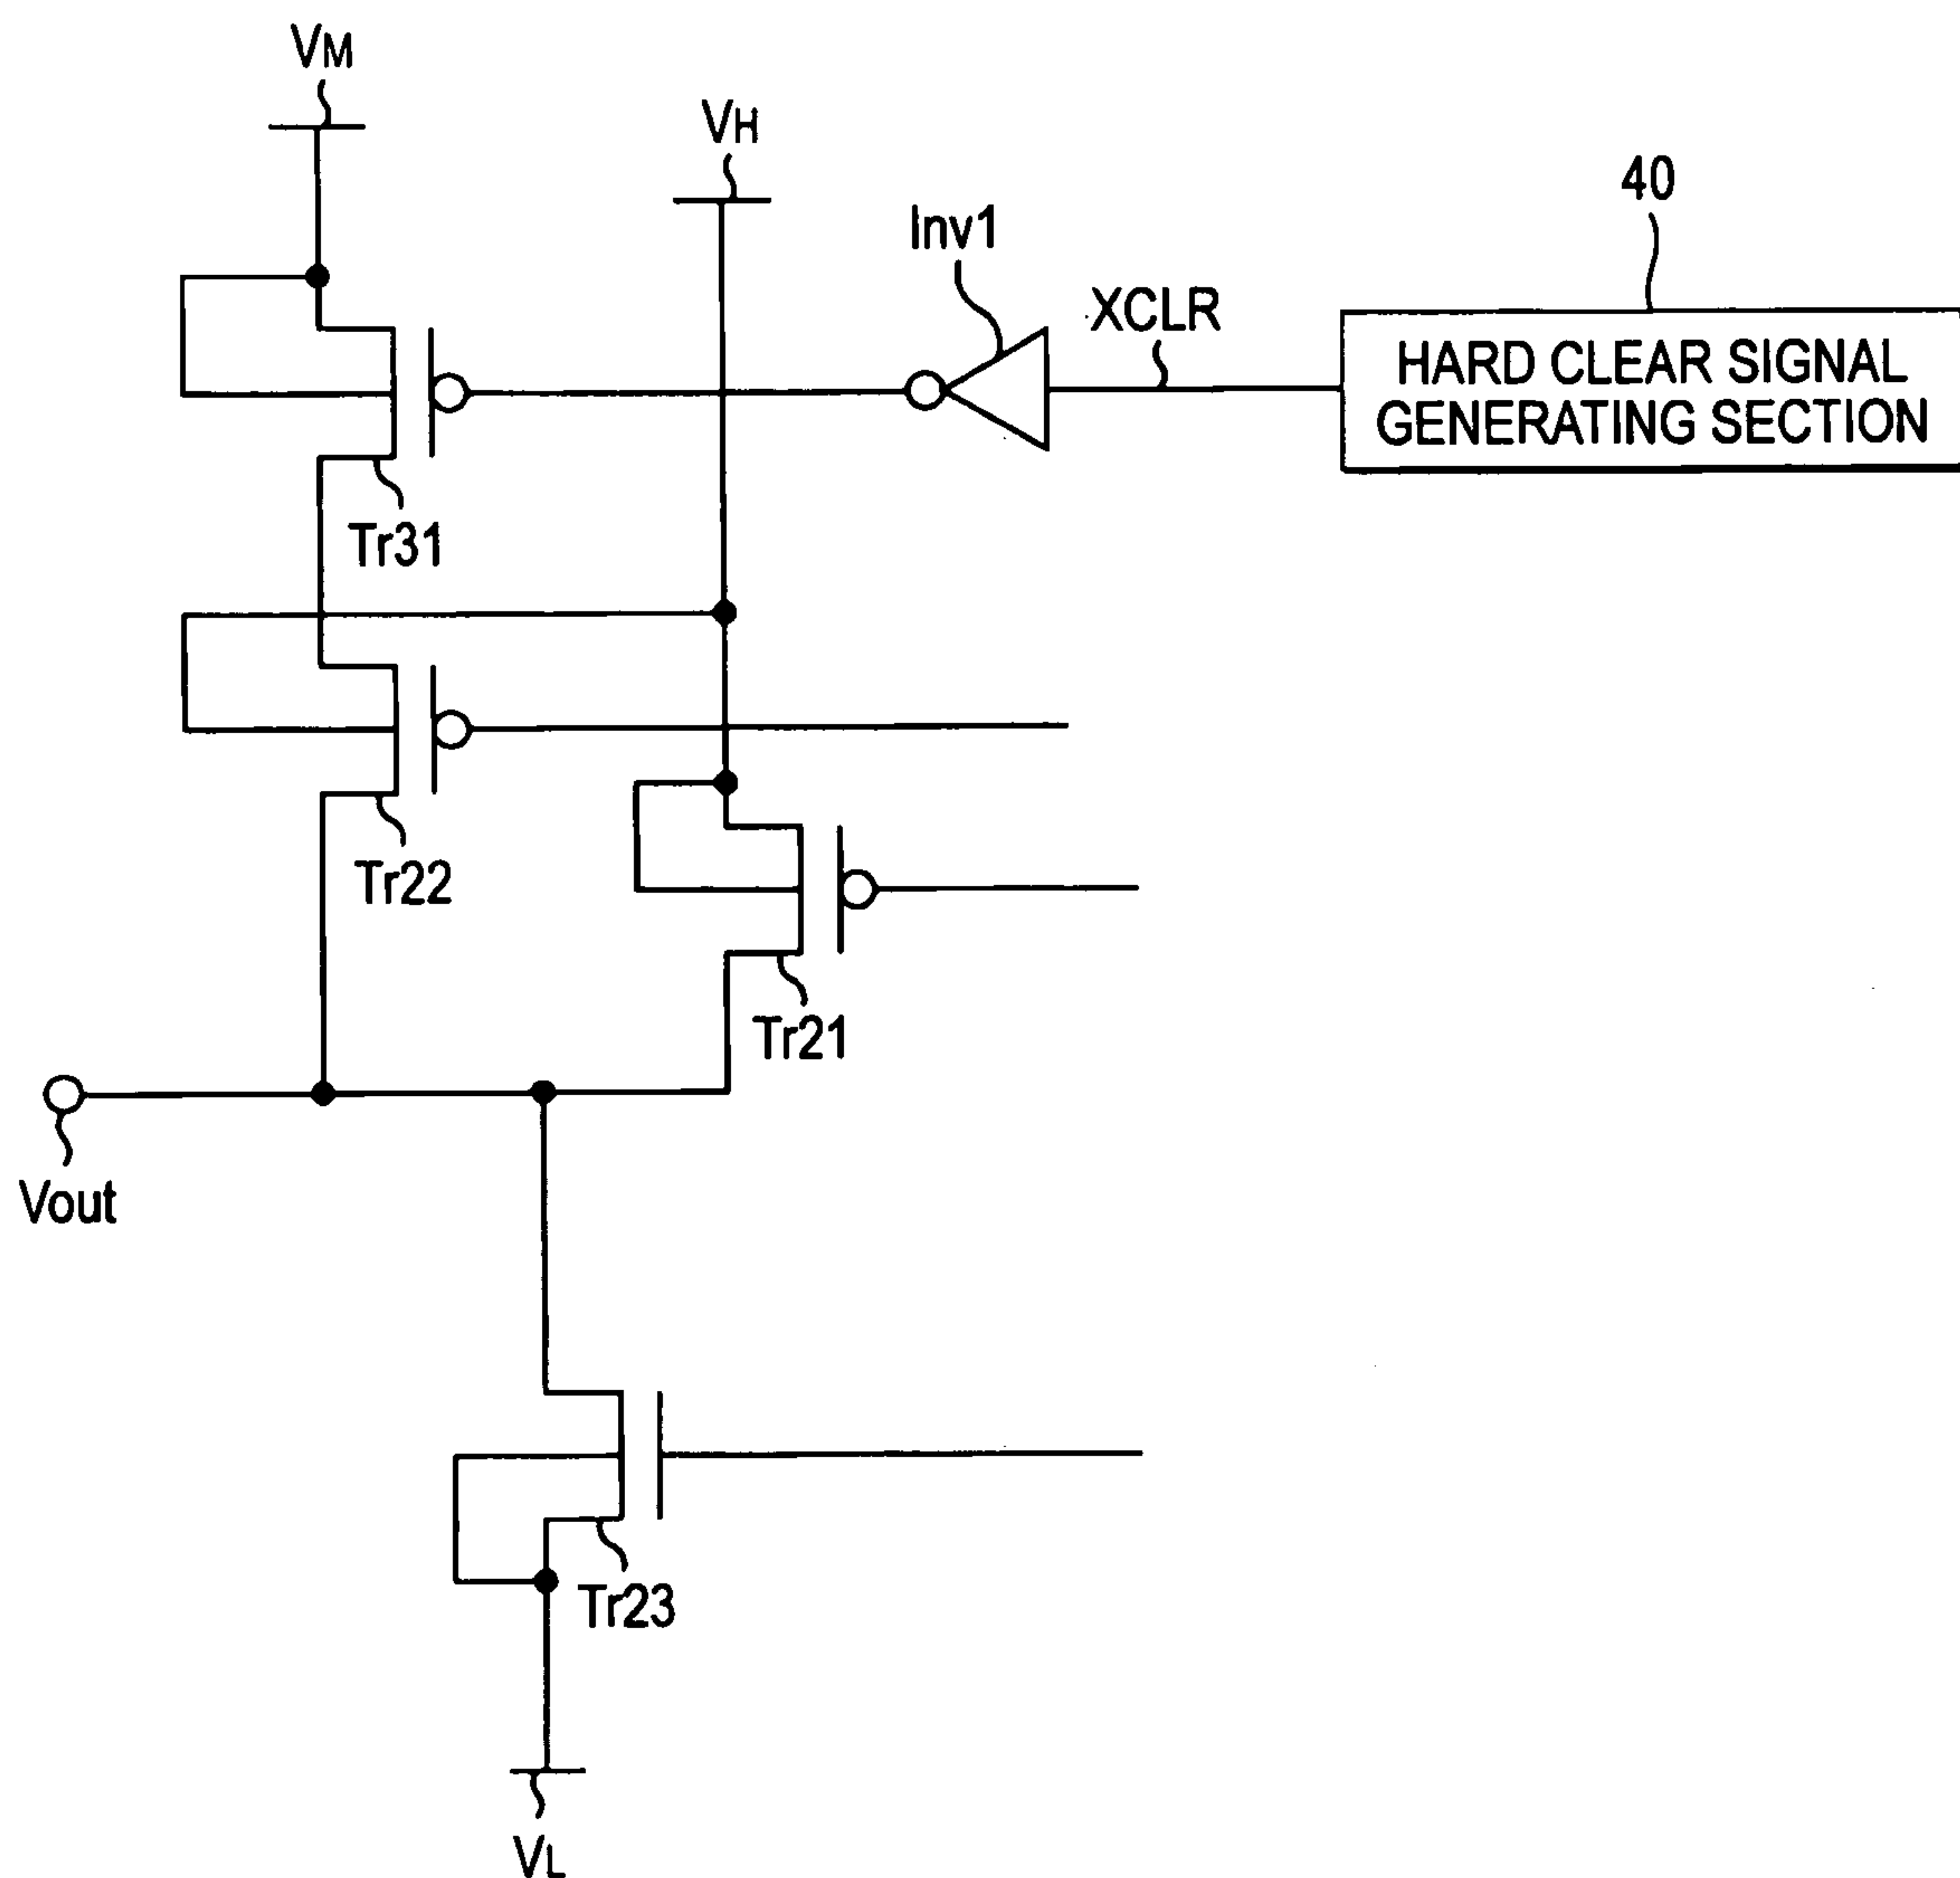 VM
VH
40
Inv1
XCLR
HARD CLEAR SIGNAL
GENERATING SECTION
Tr31
Tr22
Tr21
Vout
Tr23
VL